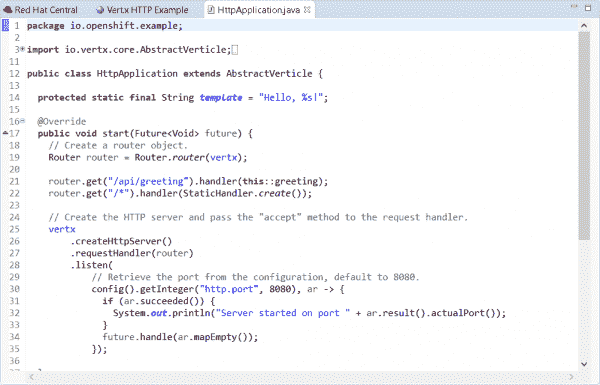 Red Hat Central
Vert.x HTTP Example
HttpApplication.java
1 package io.openshift.example;
2
3 import io.vertx.core.AbstractVerticle;
11
12 public class HttpApplication extends AbstractVerticle {
13
14 protected static final String template = "Hello, %s!";
15
16 @Override
17 public void start(Future<Void> future) {
18 // Create a router object.
19 Router router = Router.router(vertx);
20
21 router.get("/api/greeting").handler(this::greeting);
22 router.get("/*").handler(StaticHandler.create());
23
24 // Create the HTTP server and pass the "accept" method to the request handler.
25 vertx
26 .createHttpServer()
27 .requestHandler(router)
28 .listen(
29 // Retrieve the port from the configuration, default to 8080.
30 config().getInteger("http.port", 8080), ar -> {
31 if (ar.succeeded()) {
32 System.out.println("Server started on port " + ar.result().actualPort());
33 }
34 future.handle(ar.mapEmpty());
35 });
36
37 }